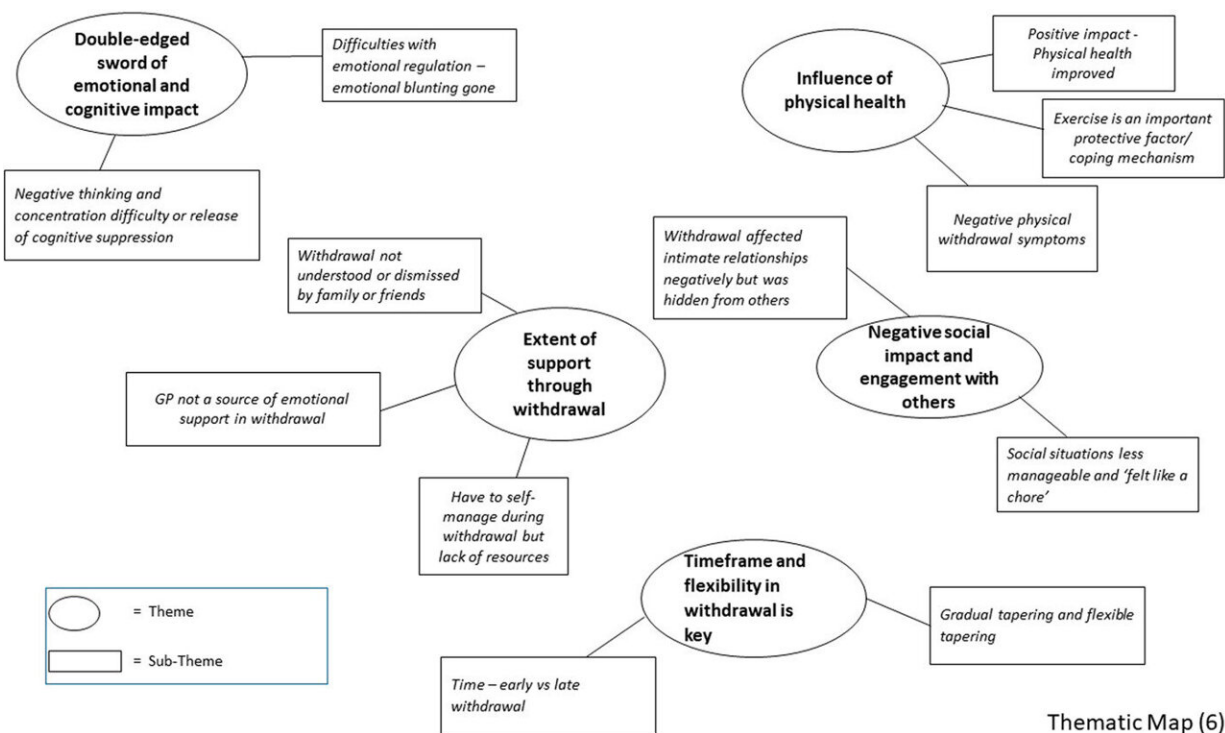 Double-edged
sword of
emotional and
cognitive impact
Difficulties with
emotional regulation –
emotional blunting gone
Negative thinking and
concentration difficulty or release
of cognitive suppression
Influence of
physical health
Positive impact -
Physical health
improved
Exercise is an important
protective factor/
coping mechanism
Negative physical
withdrawal symptoms
Withdrawal not
understood or dismissed
by family or friends
Extent of
support
through
withdrawal
GP not a source of emotional
support in withdrawal
Have to self-
manage during
withdrawal but
lack of resources
Withdrawal affected
intimate relationships
negatively but was
hidden from others
Negative social
impact and
engagement with
others
Social situations less
manageable and ‘felt like a
chore’
Timeframe and
flexibility in
withdrawal is
key
Gradual tapering and flexible
tapering
Time – early vs late
withdrawal
= Theme
= Sub-Theme
Thematic Map (6)